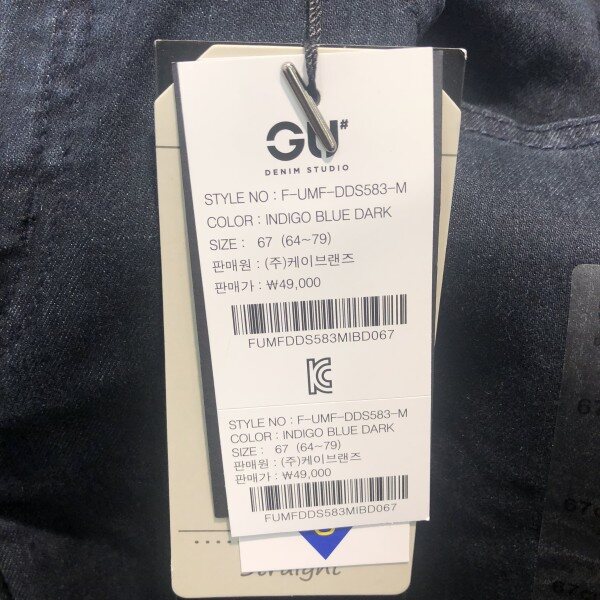 GU#
DENIM STUDIO
STYLE NO : F-UMF-DDS583-M
COLOR : INDIGO BLUE DARK
SIZE : 67 (64~79)
판매원 : (주)케이브랜즈
판매가 : ₩49,000
FUMFDDS583MIBD067
STYLE NO : F-UMF-DDS583-M
COLOR : INDIGO BLUE DARK
SIZE : 67 (64~79)
판매원 : (주)케이브랜즈
판매가 : ₩49,000
FUMFDDS583MIBD067
Straight